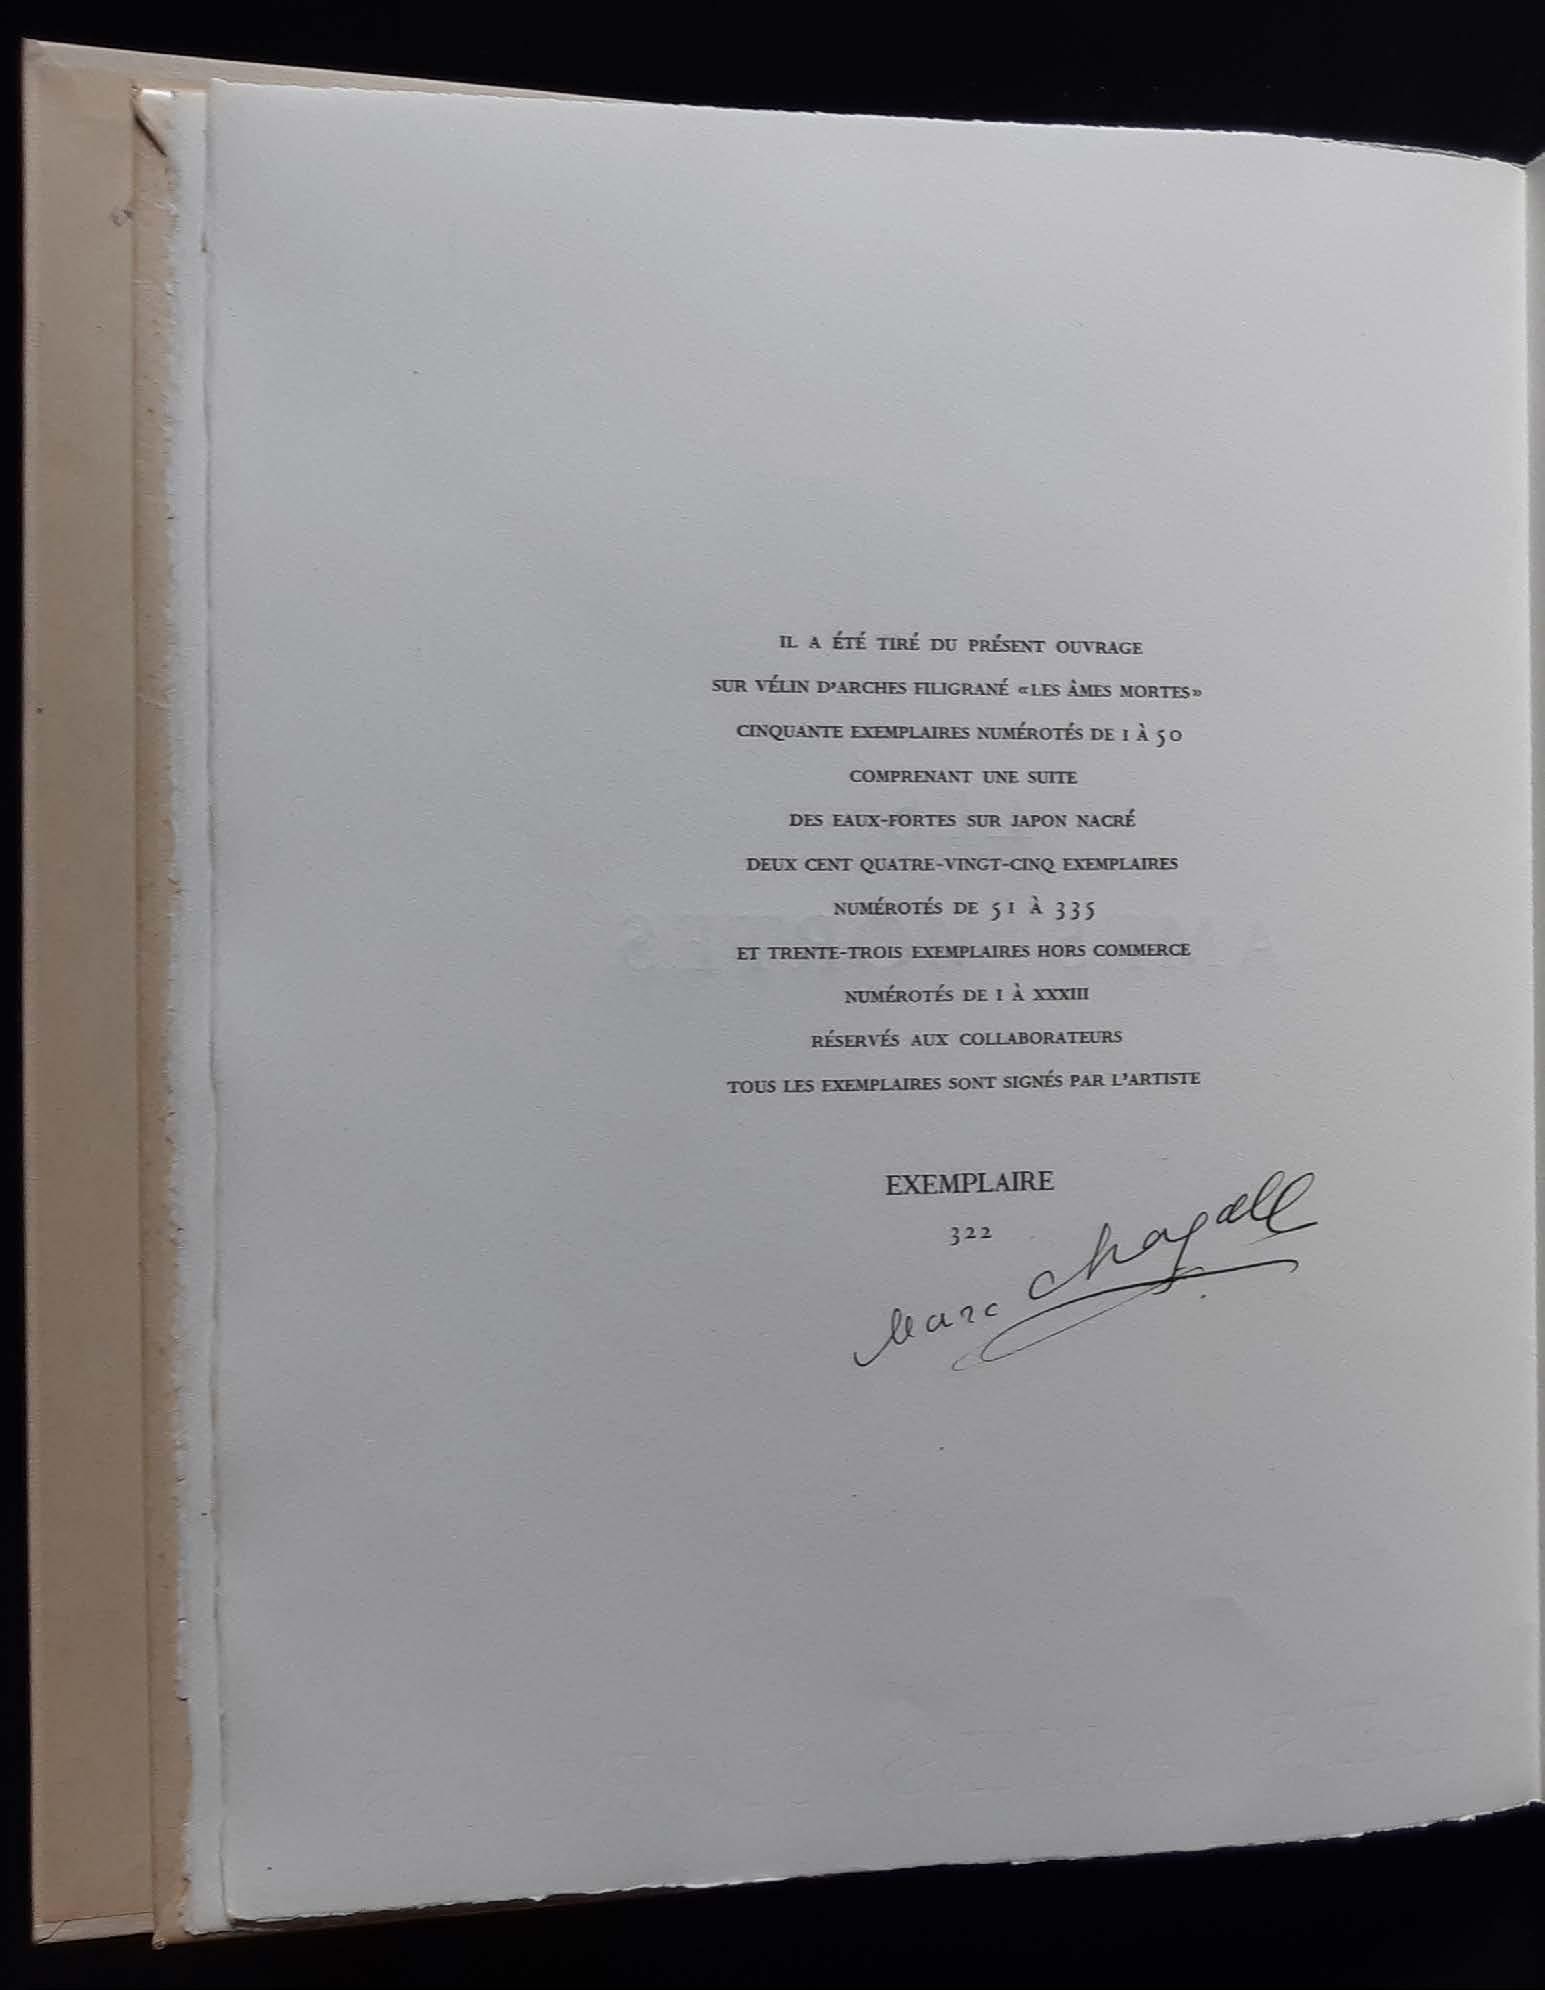 IL A ÉTÉ TIRÉ DU PRÉSENT OUVRAGE
SUR VÉLIN D'ARCHES FILIGRANÉ «LES ÂMES MORTES»
CINQUANTE EXEMPLAIRES NUMÉROTÉS DE I À 50
COMPRENANT UNE SUITE
DES EAUX-FORTES SUR JAPON NACRÉ
DEUX CENT QUATRE-VINGT-CINQ EXEMPLAIRES
NUMÉROTÉS DE 51 À 335
ET TRENTE-TROIS EXEMPLAIRES HORS COMMERCE
NUMÉROTÉS DE I À XXXIII
RÉSERVÉS AUX COLLABORATEURS
TOUS LES EXEMPLAIRES SONT SIGNÉS PAR L'ARTISTE
EXEMPLAIRE
322
Marc Chagall